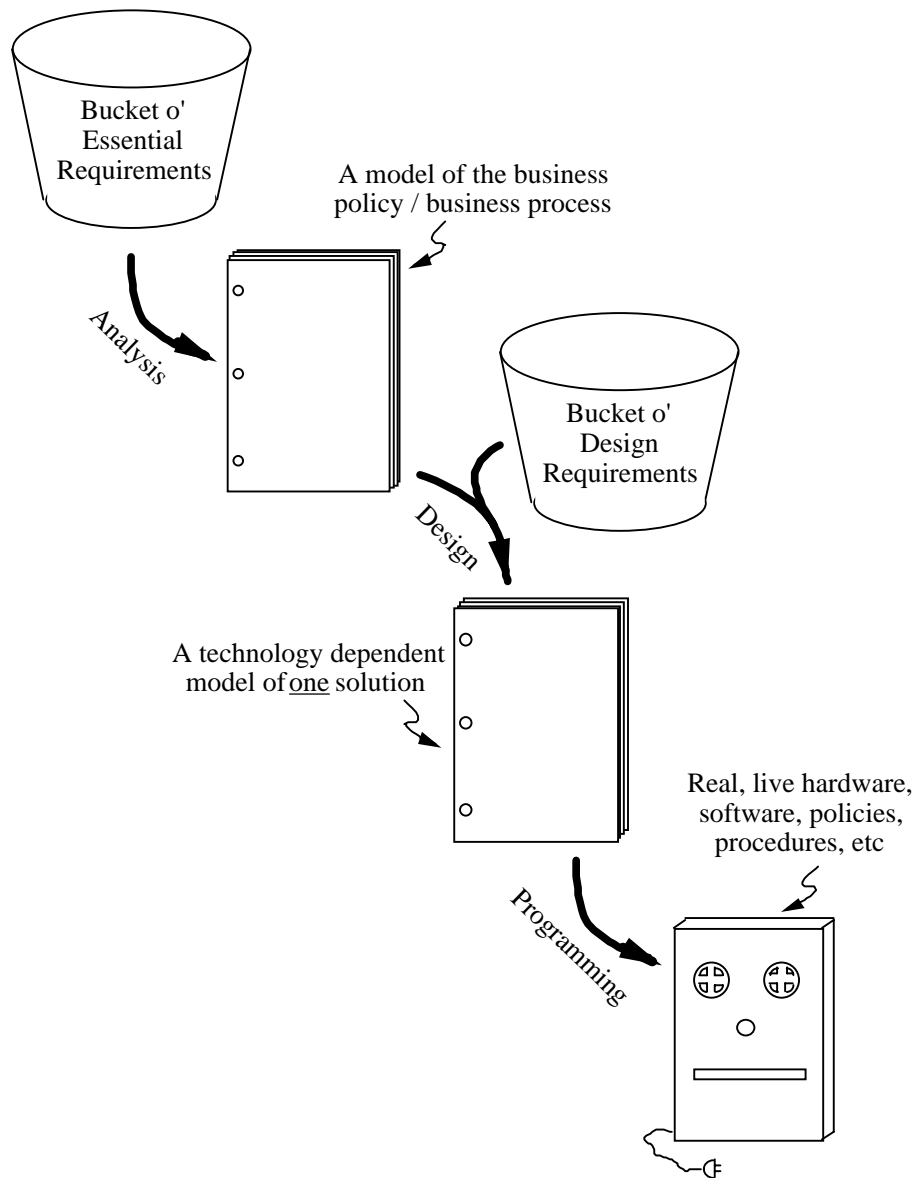 Bucket o'
Essential
Requirements
A model of the business
policy / business process
Analysis
Bucket o'
Design
Requirements
Design
A technology dependent
model of one solution
Real, live hardware,
software, policies,
procedures, etc
Programming